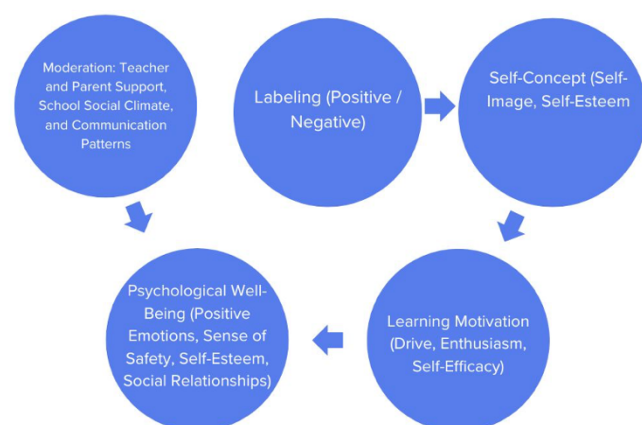 Moderation: Teacher
and Parent Support,
School Social Climate,
and Communication
Patterns
Labeling (Positive /
Negative)
Self-Concept (Self-
Image, Self-Esteem
Psychological Well-
Being (Positive
Emotions, Sense of
Safety, Self-Esteem,
Social Relationships)
Learning Motivation
(Drive, Enthusiasm,
Self-Efficacy)